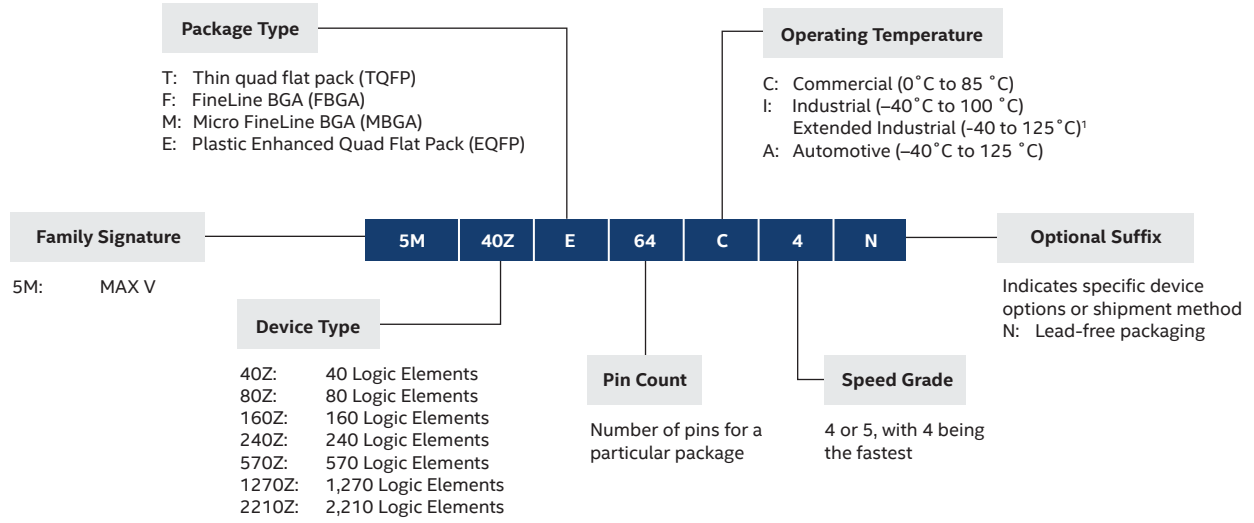 Package Type
T: Thin quad flat pack (TQFP)
F: FineLine BGA (FBGA)
M: Micro FineLine BGA (MBGA)
E: Plastic Enhanced Quad Flat Pack (EQFP)
Operating Temperature
C: Commercial (0˚C to 85 ˚C)
I: Industrial (–40˚C to 100 ˚C)
Extended Industrial (-40 to 125˚C)¹
A: Automotive (–40˚C to 125 ˚C)
Family Signature
5M: MAX V
5M 40Z E 64 C 4 N
Optional Suffix
Indicates specific device
options or shipment method
N: Lead-free packaging
Device Type
40Z: 40 Logic Elements
80Z: 80 Logic Elements
160Z: 160 Logic Elements
240Z: 240 Logic Elements
570Z: 570 Logic Elements
1270Z: 1,270 Logic Elements
2210Z: 2,210 Logic Elements
Pin Count
Number of pins for a
particular package
Speed Grade
4 or 5, with 4 being
the fastest